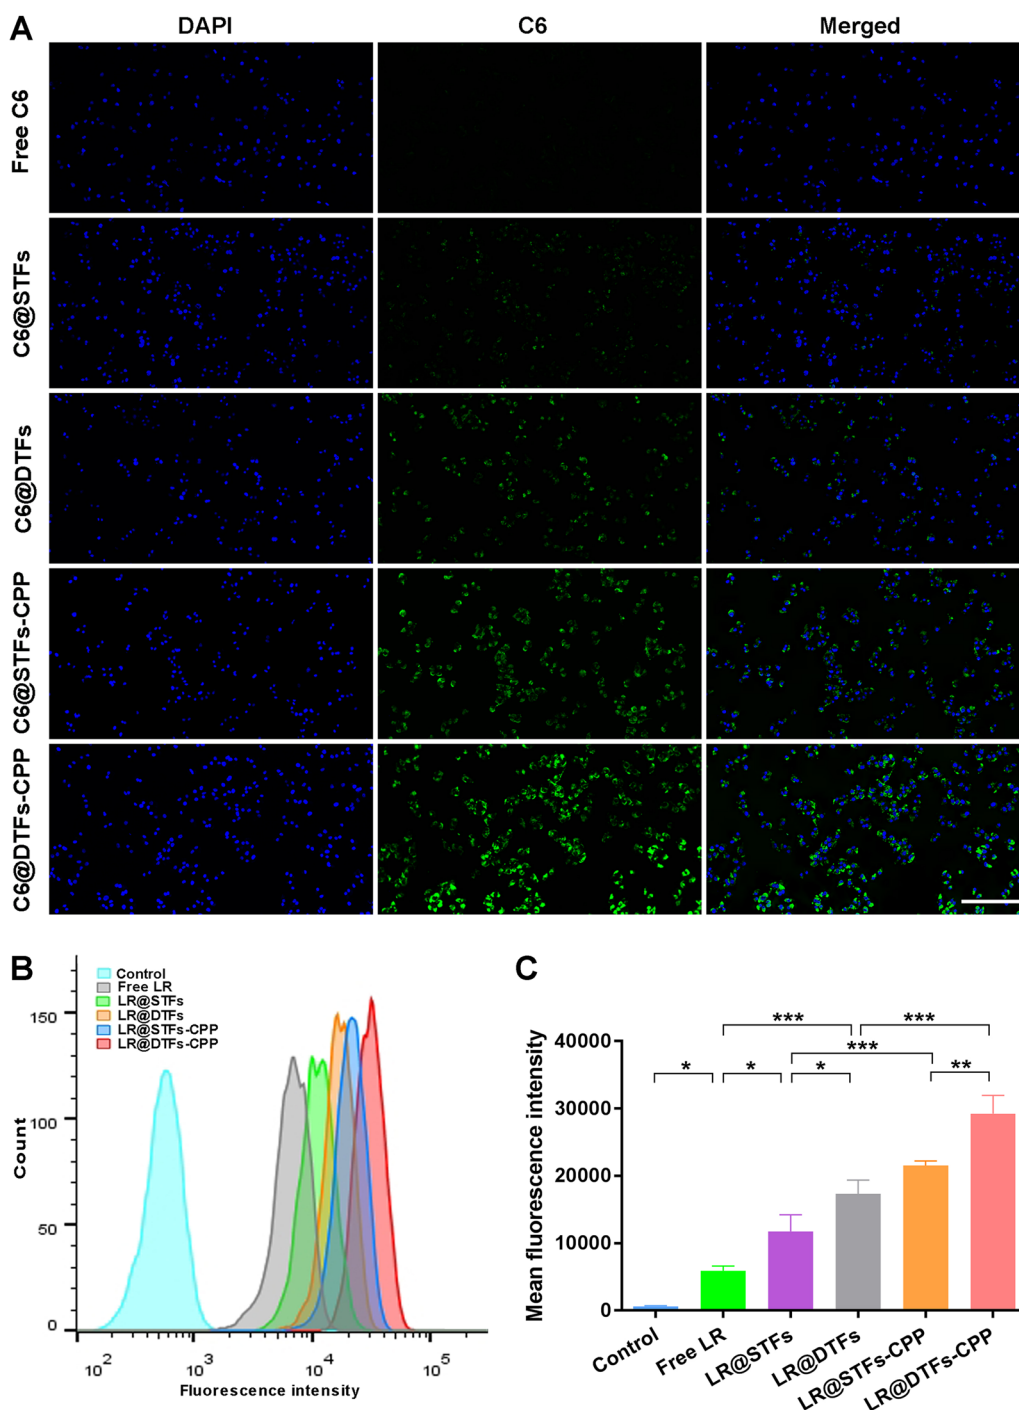 A
DAPI C6 Merged
Free C6
C6@STFs
C6@DTFs
C6@STFs-CPP
C6@DTFs-CPP
B
Control
Free LR
LR@STFs
LR@DTFs
LR@STFs-CPP
LR@DTFs-CPP
Count
150
100
50
0
10² 10³ 10⁴ 10⁵
Fluorescence intensity
C
Mean fluorescence intensity
40000
30000
20000
10000
0
*** ***
***
* * * **
Control Free LR LR@STFs LR@DTFs LR@STFs-CPP LR@DTFs-CPP